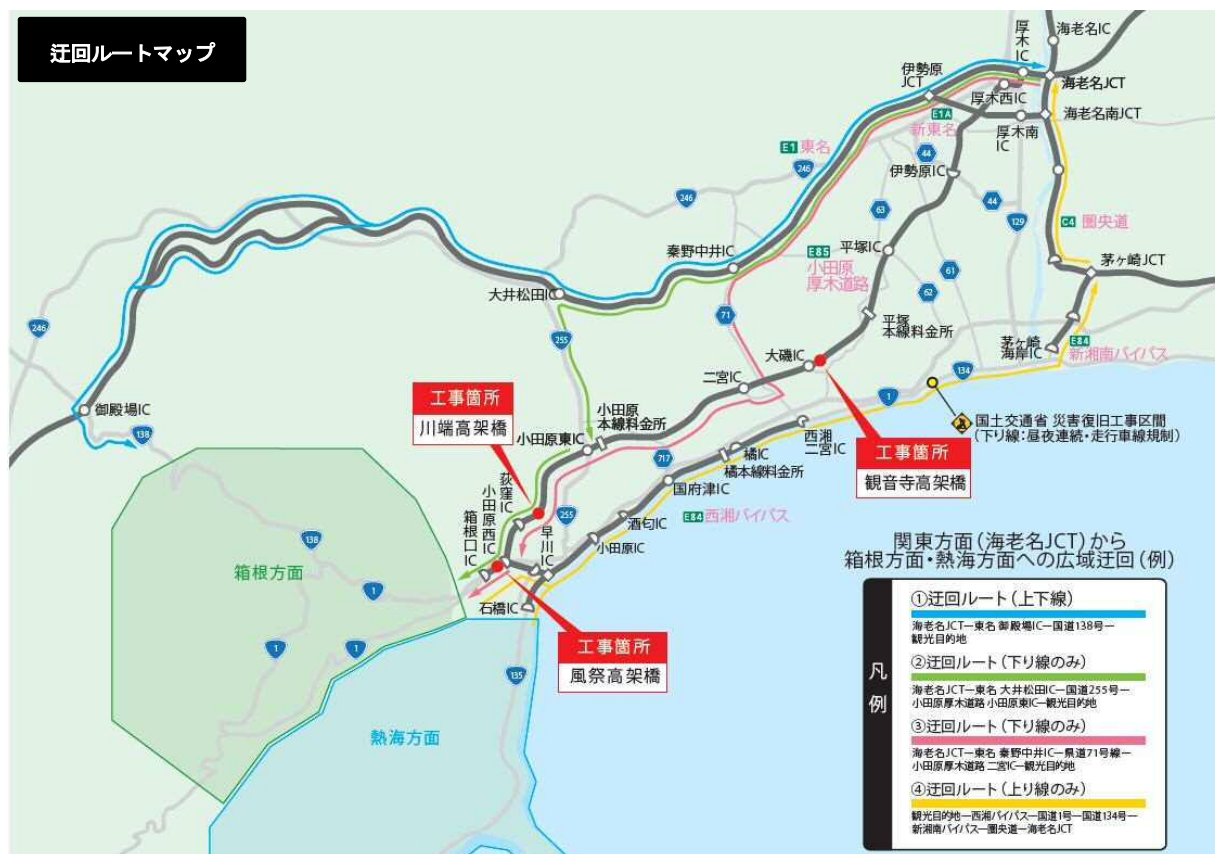 迂回ルートマップ
厚木IC
海老名IC
伊勢原JCT
海老名JCT
厚木西IC
海老名南JCT
E1A
新東名
厚木南IC
E1 東名
246
246
44
伊勢原IC
44
129
63
C4 圏央道
秦野中井IC
E85
小田原厚木道路
平塚IC
61
茅ヶ崎JCT
大井松田IC
62
71
平塚本線料金所
246
255
大磯IC
茅ヶ崎海岸IC
E84
新湘南バイパス
134
1
二宮IC
御殿場IC
138
工事箇所
川端高架橋
小田原本線料金所
小田原東IC
国土交通省 災害復旧工事区間
(下り線:昼夜連続・走行車線規制)
西湘二宮IC
橘IC
橘本線料金所
工事箇所
観音寺高架橋
717
国府津IC
荻窪IC
小田原西IC
箱根口IC
255
酒匂IC
E84 西湘バイパス
早川IC
小田原IC
138
箱根方面
1
石橋IC
1
1
工事箇所
風祭高架橋
135
熱海方面
関東方面(海老名JCT)から
箱根方面・熱海方面への広域迂回(例)
凡例
①迂回ルート(上下線)
海老名JCTー東名 御殿場ICー国道138号ー
観光目的地
②迂回ルート(下り線のみ)
海老名JCTー東名 大井松田ICー国道255号ー
小田原厚木道路 小田原東ICー観光目的地
③迂回ルート(下り線のみ)
海老名JCTー東名 秦野中井ICー県道71号線ー
小田原厚木道路 二宮ICー観光目的地
④迂回ルート(上り線のみ)
観光目的地ー西湘バイパスー国道1号ー国道134号ー
新湘南バイパスー圏央道ー海老名JCT